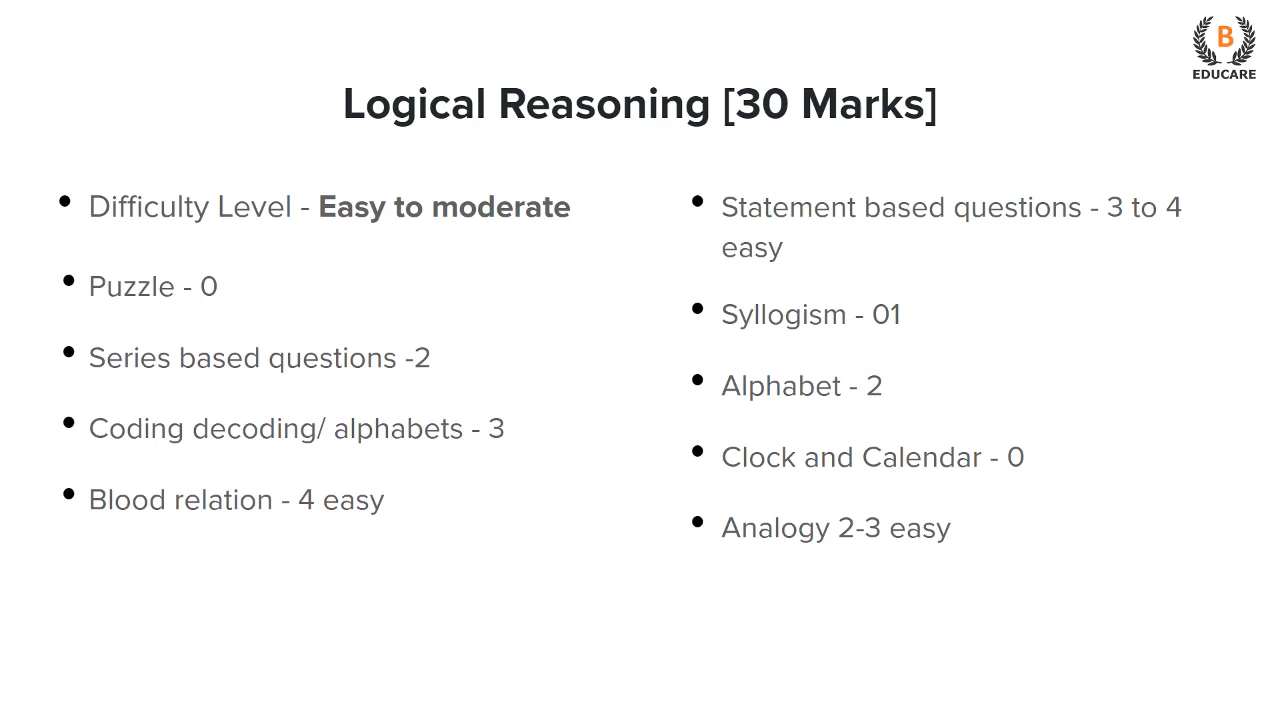 B
EDUCARE
Logical Reasoning [30 Marks]
• Difficulty Level - Easy to moderate
• Puzzle - 0
• Series based questions -2
• Coding decoding/ alphabets - 3
• Blood relation - 4 easy
• Statement based questions - 3 to 4
easy
• Syllogism - 01
• Alphabet - 2
• Clock and Calendar - 0
• Analogy 2-3 easy